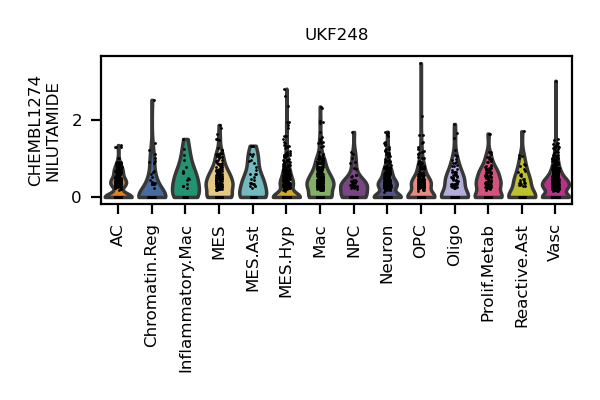 UKF248
CHEMBL1274
NILUTAMIDE
2
0
AC
Chromatin.Reg
Inflammatory.Mac
MES
MES.Ast
MES.Hyp
Mac
NPC
Neuron
OPC
Oligo
Prolif.Metab
Reactive.Ast
Vasc